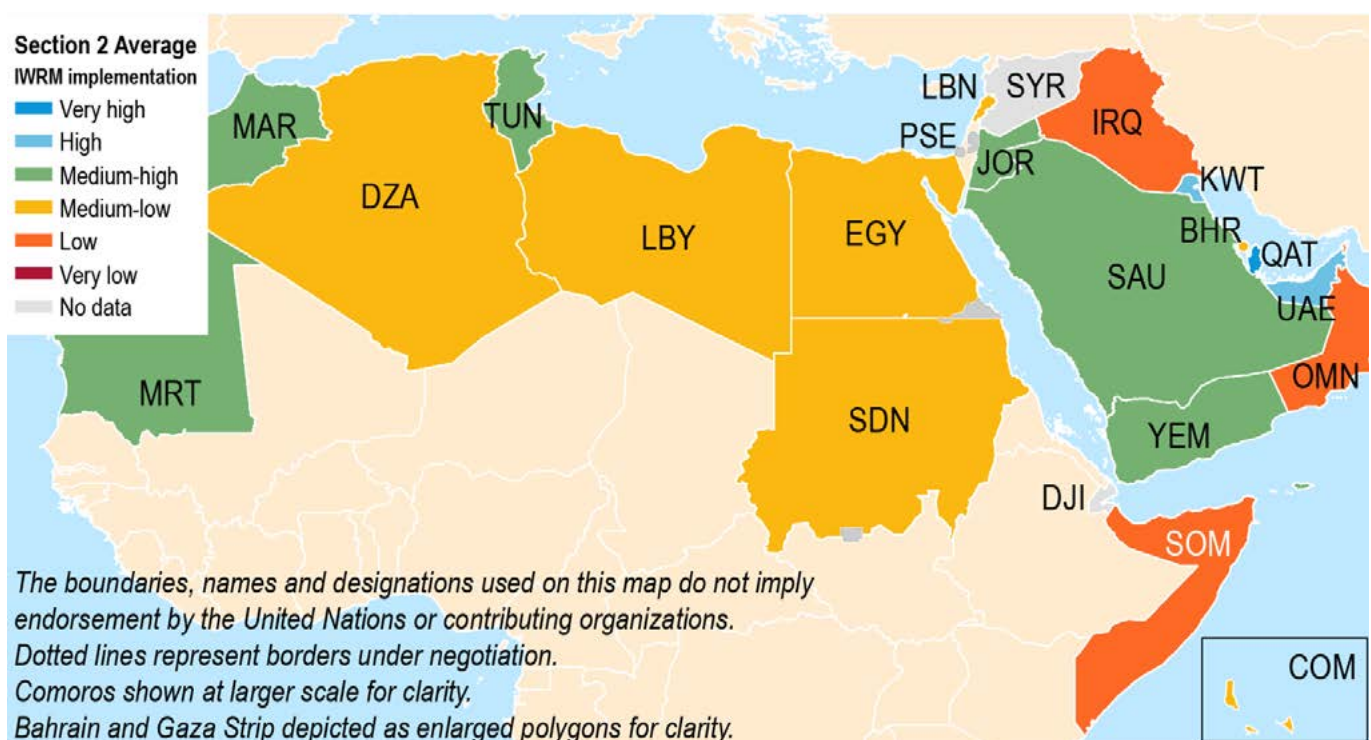 Section 2 Average
IWRM implementation
Very high
High
Medium-high
Medium-low
Low
Very low
No data
MAR
DZA
TUN
LBY
EGY
LBN
SYR
PSE
JOR
IRQ
KWT
BHR
QAT
SAU
UAE
OMN
MRT
SDN
YEM
DJI
SOM
COM
The boundaries, names and designations used on this map do not imply
endorsement by the United Nations or contributing organizations.
Dotted lines represent borders under negotiation.
Comoros shown at larger scale for clarity.
Bahrain and Gaza Strip depicted as enlarged polygons for clarity.